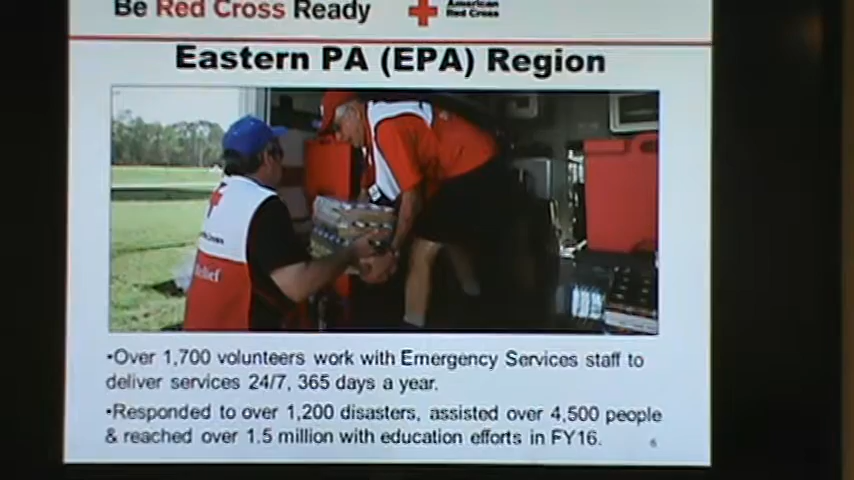 Be Red Cross Ready
American
Red Cross
Eastern PA (EPA) Region
Relief
•Over 1,700 volunteers work with Emergency Services staff to
deliver services 24/7, 365 days a year.
•Responded to over 1,200 disasters, assisted over 4,500 people
& reached over 1.5 million with education efforts in FY16.
6